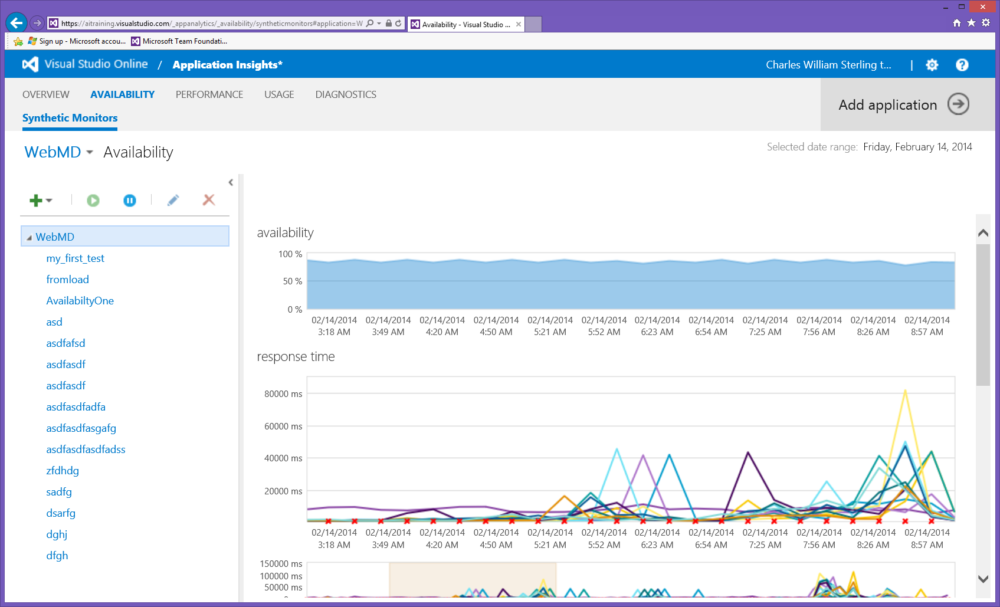 https://aitraining.visualstudio.com/_appanalytics/_availability/syntheticmonitors#application=W
Availability - Visual Studio ...
Sign up - Microsoft accou...
Microsoft Team Foundati...
Visual Studio Online / Application Insights*
Charles William Sterling t... |
OVERVIEW AVAILABILITY PERFORMANCE USAGE DIAGNOSTICS
Add application
Synthetic Monitors
WebMD Availability
Selected date range: Friday, February 14, 2014
WebMD
my_first_test
fromload
AvailabiltyOne
asd
asdfafsd
asdfasdf
asdfasdf
asdfasdfadfa
asdfasdfasgafg
asdfasdfasdfadss
zfdhdg
sadfg
dsarfg
dghj
dfgh
availability
100 %
50 %
0 %
02/14/2014 02/14/2014 02/14/2014 02/14/2014 02/14/2014 02/14/2014 02/14/2014 02/14/2014 02/14/2014 02/14/2014 02/14/2014 02/14/2014
3:18 AM 3:49 AM 4:20 AM 4:50 AM 5:21 AM 5:52 AM 6:23 AM 6:54 AM 7:25 AM 7:56 AM 8:26 AM 8:57 AM
response time
80000 ms
60000 ms
40000 ms
20000 ms
02/14/2014 02/14/2014 02/14/2014 02/14/2014 02/14/2014 02/14/2014 02/14/2014 02/14/2014 02/14/2014 02/14/2014 02/14/2014 02/14/2014
3:18 AM 3:49 AM 4:20 AM 4:50 AM 5:21 AM 5:52 AM 6:23 AM 6:54 AM 7:25 AM 7:56 AM 8:26 AM 8:57 AM
150000 ms
100000 ms
50000 ms